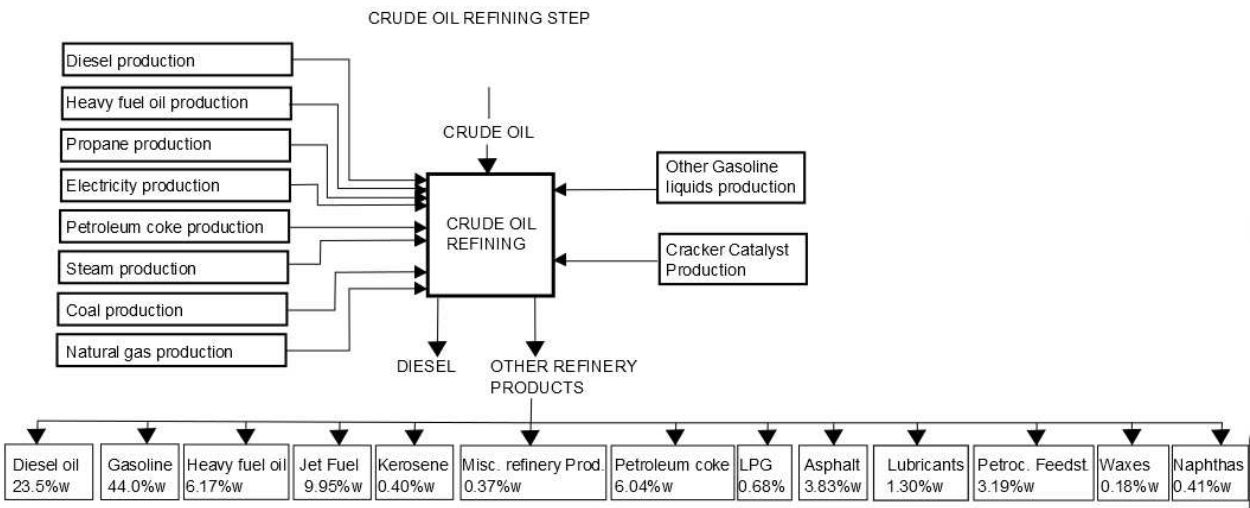 CRUDE OIL REFINING STEP
Diesel production
Heavy fuel oil production
Propane production
Electricity production
Petroleum coke production
Steam production
Coal production
Natural gas production
CRUDE OIL
CRUDE OIL
REFINING
Other Gasoline
liquids production
Cracker Catalyst
Production
DIESEL
OTHER REFINERY
PRODUCTS
Diesel oil
23.5%w
Gasoline
44.0%w
Heavy fuel oil
6.17%w
Jet Fuel
9.95%w
Kerosene
0.40%w
Misc. refinery Prod.
0.37%w
Petroleum coke
6.04%w
LPG
0.68%
Asphalt
3.83%w
Lubricants
1.30%w
Petroc. Feedst.
3.19%w
Waxes
0.18%w
Naphthas
0.41%w